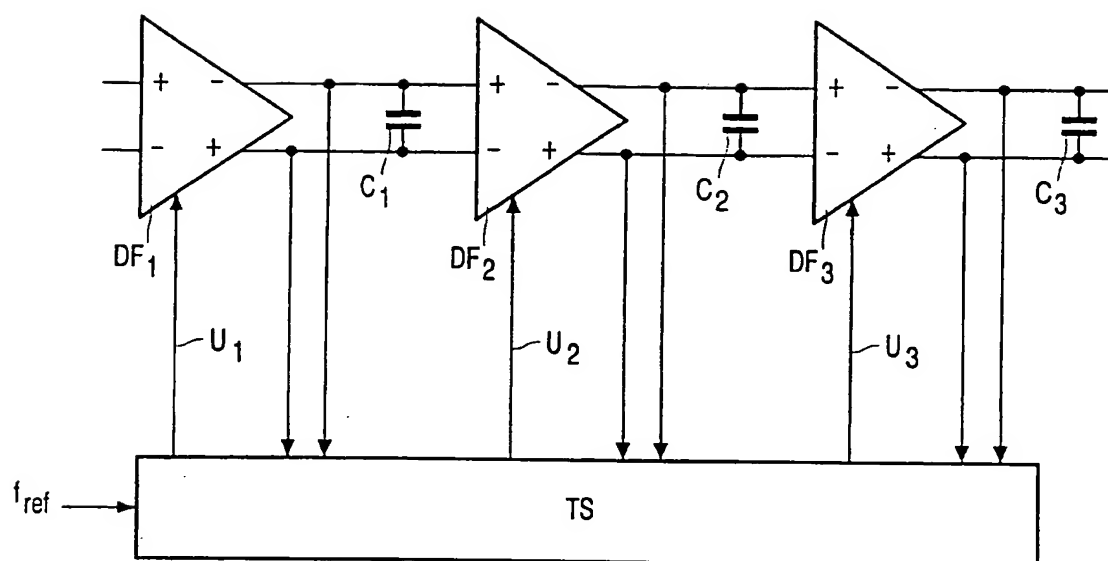 + − + − + −
− + − + − +
C1 C2 C3
DF1 DF2 DF3
U1 U2 U3
fref TS